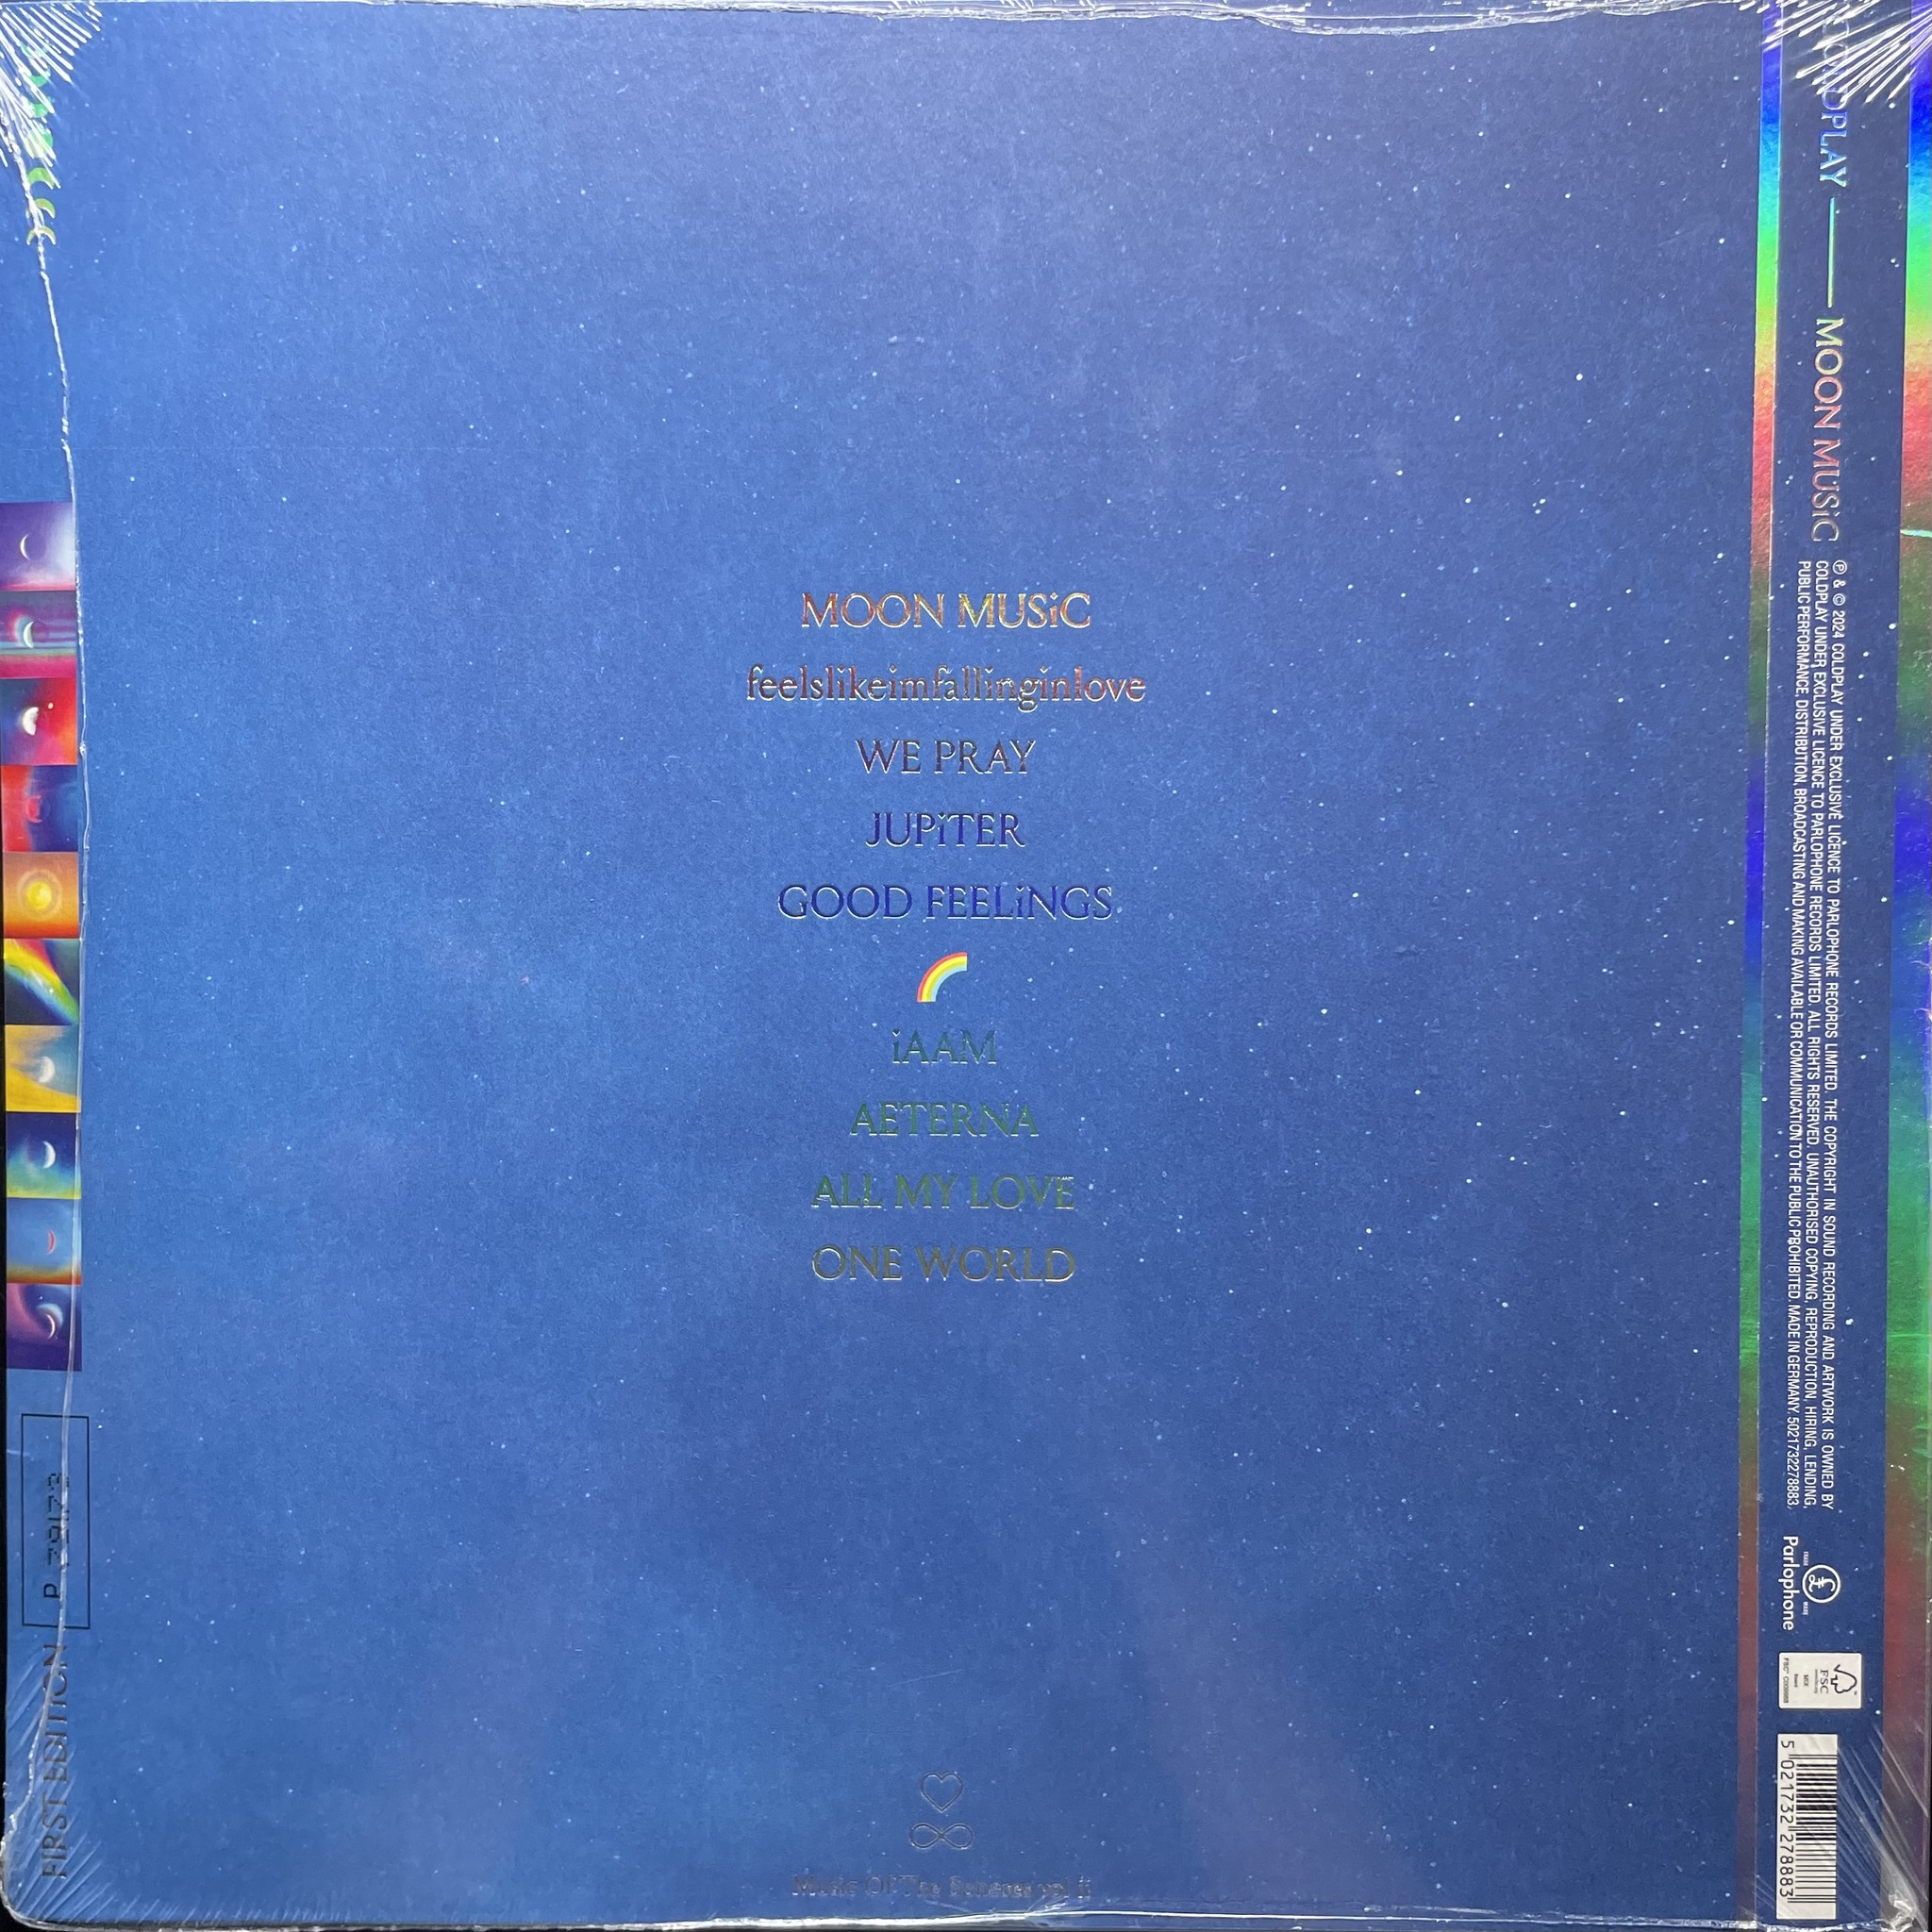 MOON MUSiC
feelslikeimfallinginlove
WE PRAY
JUPiTER
GOOD FEELiNGS
iAAM
AETERNA
ALL MY LOVE
ONE WORLD
Music Of The Spheres vol ii
FIRST EDITION
COLDPLAY — MOON MUSiC
℗ & © 2024 COLDPLAY UNDER EXCLUSIVE LICENCE TO PARLOPHONE RECORDS LIMITED. THE COPYRIGHT IN SOUND RECORDING AND ARTWORK IS OWNED BY
COLDPLAY UNDER EXCLUSIVE LICENCE TO PARLOPHONE RECORDS LIMITED. ALL RIGHTS RESERVED. UNAUTHORISED COPYING, REPRODUCTION, HIRING, LENDING,
PUBLIC PERFORMANCE, DISTRIBUTION, BROADCASTING AND MAKING AVAILABLE OR COMMUNICATION TO THE PUBLIC PROHIBITED. MADE IN GERMANY. 5021732278883.
Parlophone
FSC
MIX
5 021732 278883